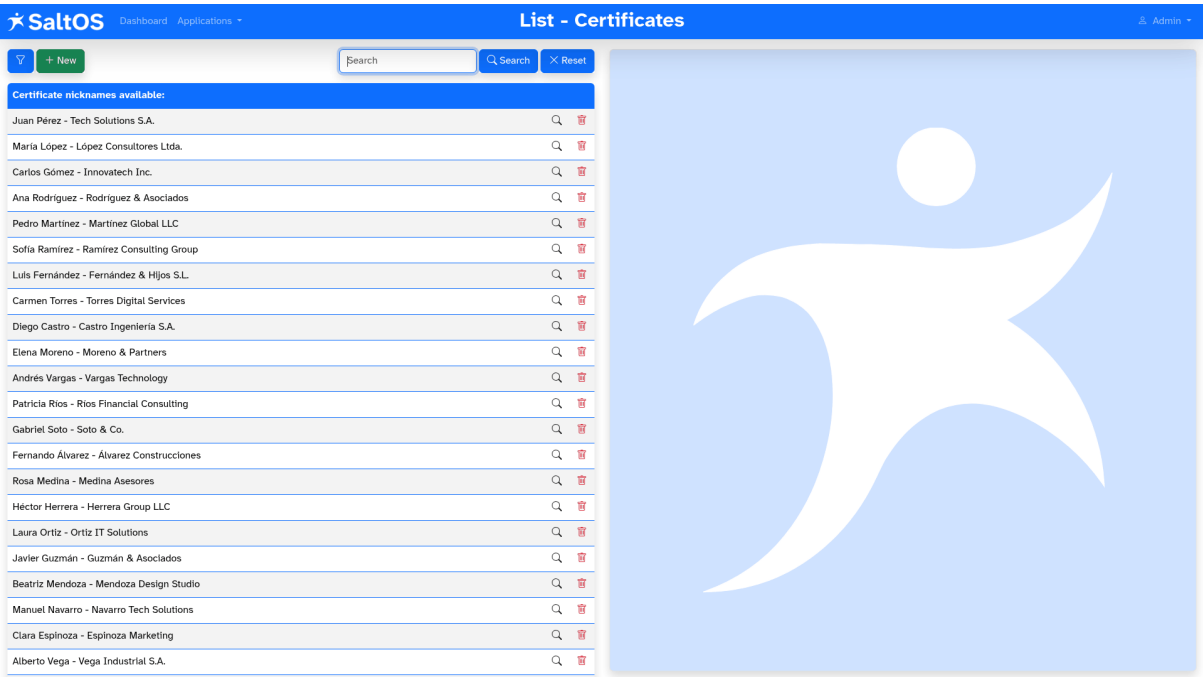 SaltOS Dashboard Applications List - Certificates Admin
New Search Search Reset
Certificate nicknames available:
Juan Pérez - Tech Solutions S.A.
María López - López Consultores Ltda.
Carlos Gómez - Innovatech Inc.
Ana Rodríguez - Rodríguez & Asociados
Pedro Martínez - Martínez Global LLC
Sofía Ramírez - Ramírez Consulting Group
Luis Fernández - Fernández & Hijos S.L.
Carmen Torres - Torres Digital Services
Diego Castro - Castro Ingeniería S.A.
Elena Moreno - Moreno & Partners
Andrés Vargas - Vargas Technology
Patricia Ríos - Ríos Financial Consulting
Gabriel Soto - Soto & Co.
Fernando Álvarez - Álvarez Construcciones
Rosa Medina - Medina Asesores
Héctor Herrera - Herrera Group LLC
Laura Ortiz - Ortiz IT Solutions
Javier Guzmán - Guzmán & Asociados
Beatriz Mendoza - Mendoza Design Studio
Manuel Navarro - Navarro Tech Solutions
Clara Espinoza - Espinoza Marketing
Alberto Vega - Vega Industrial S.A.